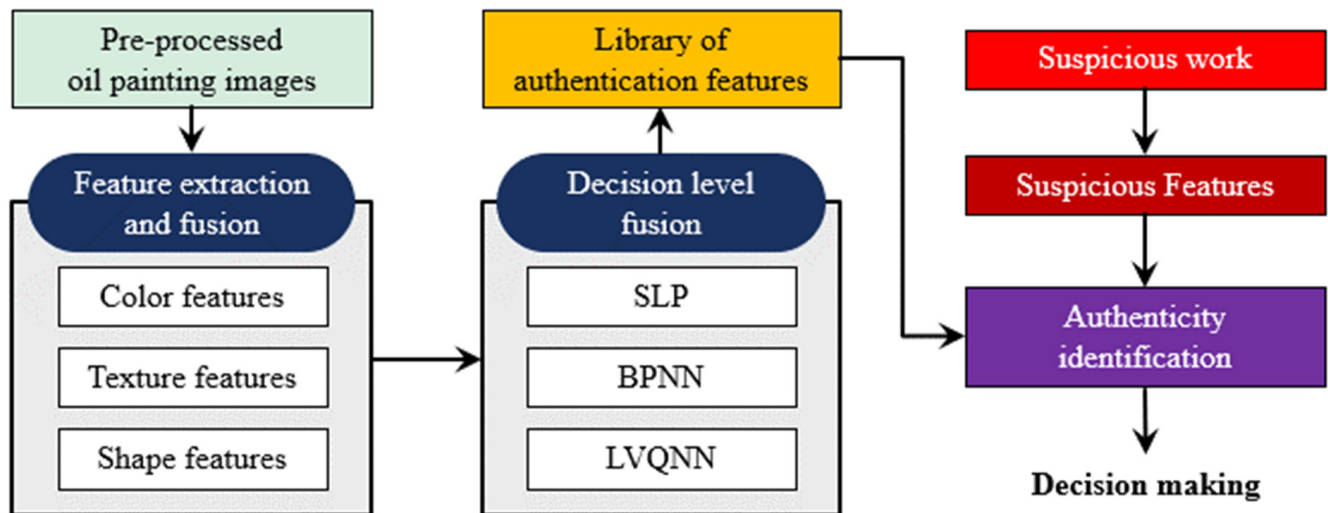 Pre-processed
oil painting images
Feature extraction
and fusion
Color features
Texture features
Shape features
Library of
authentication features
Decision level
fusion
SLP
BPNN
LVQNN
Suspicious work
Suspicious Features
Authenticity
identification
Decision making